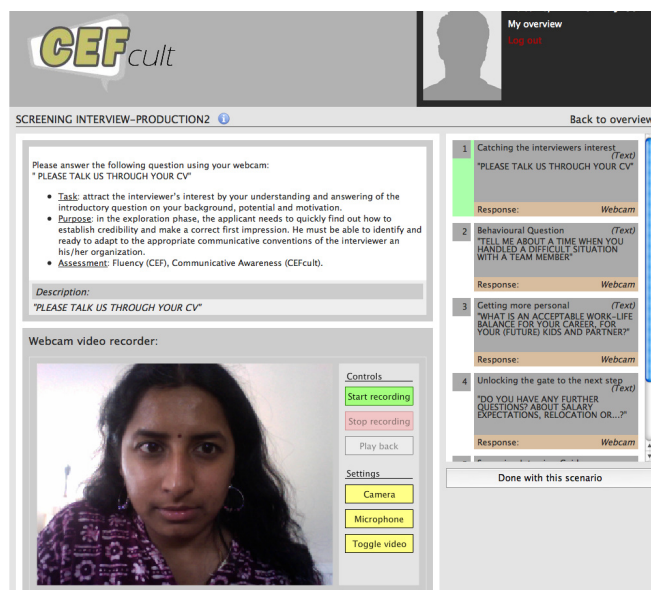 CEFcult
My overview
Log out
SCREENING INTERVIEW-PRODUCTION2 i
Back to overview
Please answer the following question using your webcam:
" PLEASE TALK US THROUGH YOUR CV"
Task: attract the interviewer's interest by your understanding and answering of the
introductory question on your background, potential and motivation.
Purpose: in the exploration phase, the applicant needs to quickly find out how to
establish credibility and make a correct first impression. He must be able to identify and
ready to adapt to the appropriate communicative conventions of the interviewer an
his/her organization.
Assessment: Fluency (CEF), Communicative Awareness (CEFcult).
Description:
"PLEASE TALK US THROUGH YOUR CV"
Webcam video recorder:
Controls
Start recording
Stop recording
Play back
Settings
Camera
Microphone
Toggle video
1 Catching the interviewers interest
(Text)
"PLEASE TALK US THROUGH YOUR CV"
Response: Webcam
2 Behavioural Question (Text)
"TELL ME ABOUT A TIME WHEN YOU
HANDLED A DIFFICULT SITUATION
WITH A TEAM MEMBER"
Response: Webcam
3 Getting more personal (Text)
"WHAT IS AN ACCEPTABLE WORK-LIFE
BALANCE FOR YOUR CAREER, FOR
YOUR (FUTURE) KIDS AND PARTNER?"
Response: Webcam
4 Unlocking the gate to the next step
(Text)
"DO YOU HAVE ANY FURTHER
QUESTIONS? ABOUT SALARY
EXPECTATIONS, RELOCATION OR...?"
Response: Webcam
Done with this scenario